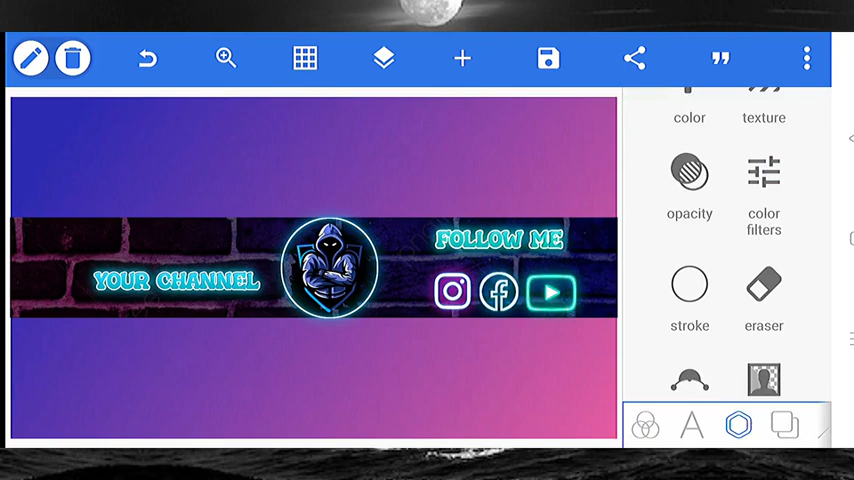 color
texture
opacity
color
filters
FOLLOW ME
YOUR CHANNEL
stroke
eraser